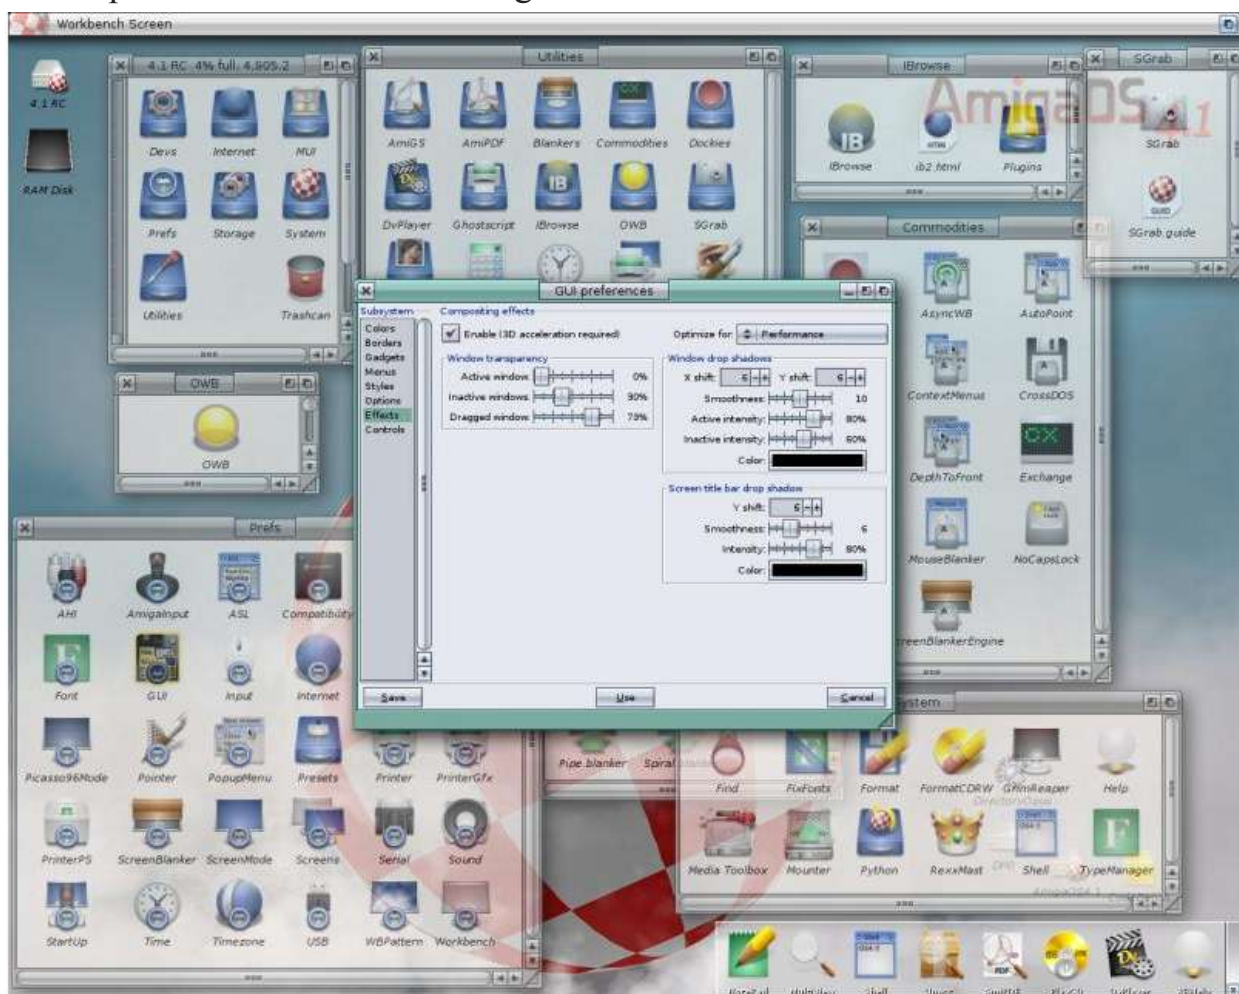 Workbench Screen
4.1 RC
RAM Disk
4.1 RC 4% full, 4,805.2
Devs Internet MUI
Prefs Storage System
Utilities Trashcan
Utilities
AmiGS AmiPDF Blankers Commodities Dockies
DvPlayer Ghostscript IBrowse OWB SGrab
IBrowse
IBrowse ib2.html Plugins
AmigaOS 4.1
SGrab
SGrab
SGrab.guide
Commodities
AsyncWB AutoPoint
ContextMenus CrossDOS
DepthToFront Exchange
MouseBlanker NoCapsLock
reenBlankerEngine
OWB
OWB
GUI preferences
Subsystem
Colors
Borders
Gadgets
Menus
Styles
Options
Effects
Controls
Compositing effects
Enable (3D acceleration required)
Optimize for: Performance
Window transparency
Active window: 0%
Inactive windows: 30%
Dragged window: 73%
Window drop shadows
X shift: 6 Y shift: 6
Smoothness: 10
Active intensity: 80%
Inactive intensity: 60%
Color:
Screen title bar drop shadow
Y shift: 6
Smoothness: 6
Intensity: 80%
Color:
Save Use Cancel
Prefs
AHI AmigaInput ASL Compatibility
Font GUI Input Internet
Picasso96Mode Pointer PopupMenu Presets Printer PrinterGfx
PrinterPS ScreenBlanker ScreenMode Screens Serial Sound
StartUp Time Timezone USB WBPattern Workbench
Pipe.blanker
System
Find FixFonts Format FormatCDRW GrimReaper Help
Media Toolbox Mounter Python RexxMast Shell TypeManager